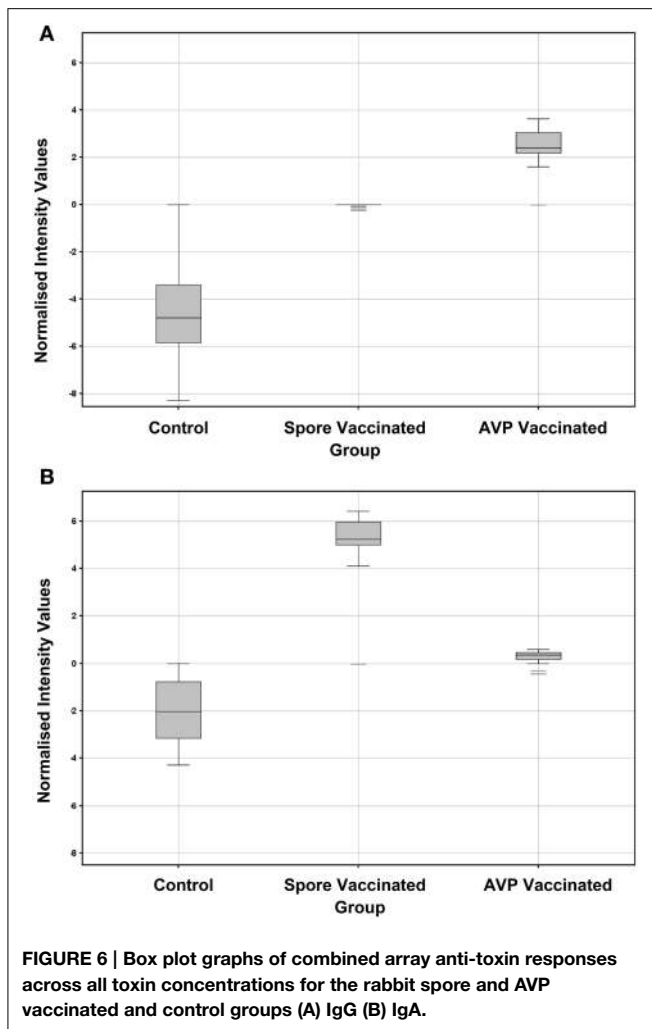 A
6
4
2
0
-2
-4
-6
-8
Normalised Intensity Values
Control
Spore Vaccinated
AVP Vaccinated
Group
B
6
4
2
0
-2
4
6
-8
Normalised Intensity Values
Control
Spore Vaccinated
AVP Vaccinated
Group
FIGURE 6 | Box plot graphs of combined array anti-toxin responses
across all toxin concentrations for the rabbit spore and AVP
vaccinated and control groups (A) IgG (B) IgA.